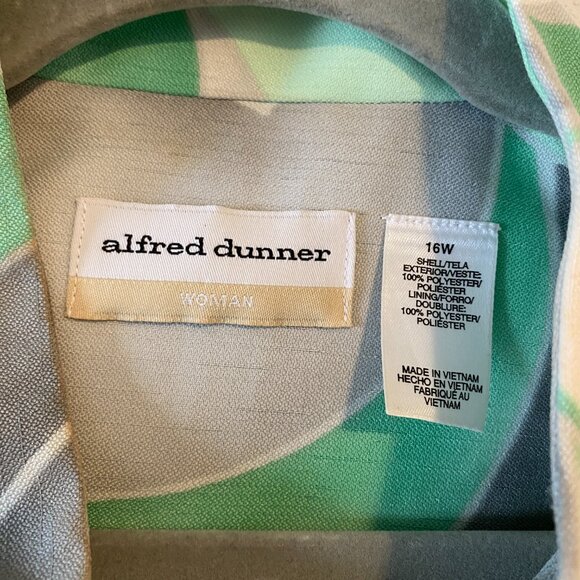 alfred dunner
WOMAN
16W
SHELL/TELA
EXTERIOR/VESTE:
100% POLYESTER/
POLIÉSTER
LINING/FORRO/
DOUBLURE:
100% POLYESTER/
POLIÉSTER
MADE IN VIETNAM
HECHO EN VIETNAM
FABRIQUÉ AU
VIETNAM